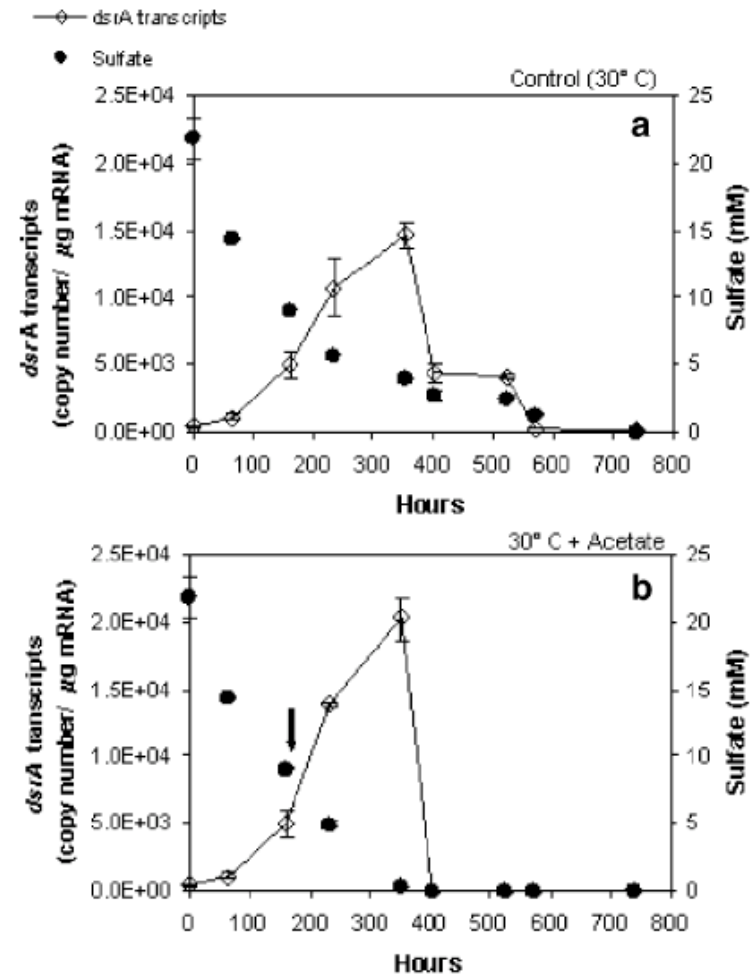 dsrA transcripts
Sulfate
Control (30° C)
a
2.5E+04
2.0E+04
1.5E+04
1.0E+04
5.0E+03
0.0E+00
dsrA transcripts
(copy number/ µg mRNA)
25
20
15
10
5
0
Sulfate (mM)
0 100 200 300 400 500 600 700 800
Hours
30° C + Acetate
b
2.5E+04
2.0E+04
1.5E+04
1.0E+04
5.0E+03
0.0E+00
dsrA transcripts
(copy number/ µg mRNA)
25
20
15
10
5
0
Sulfate (mM)
0 100 200 300 400 500 600 700 800
Hours